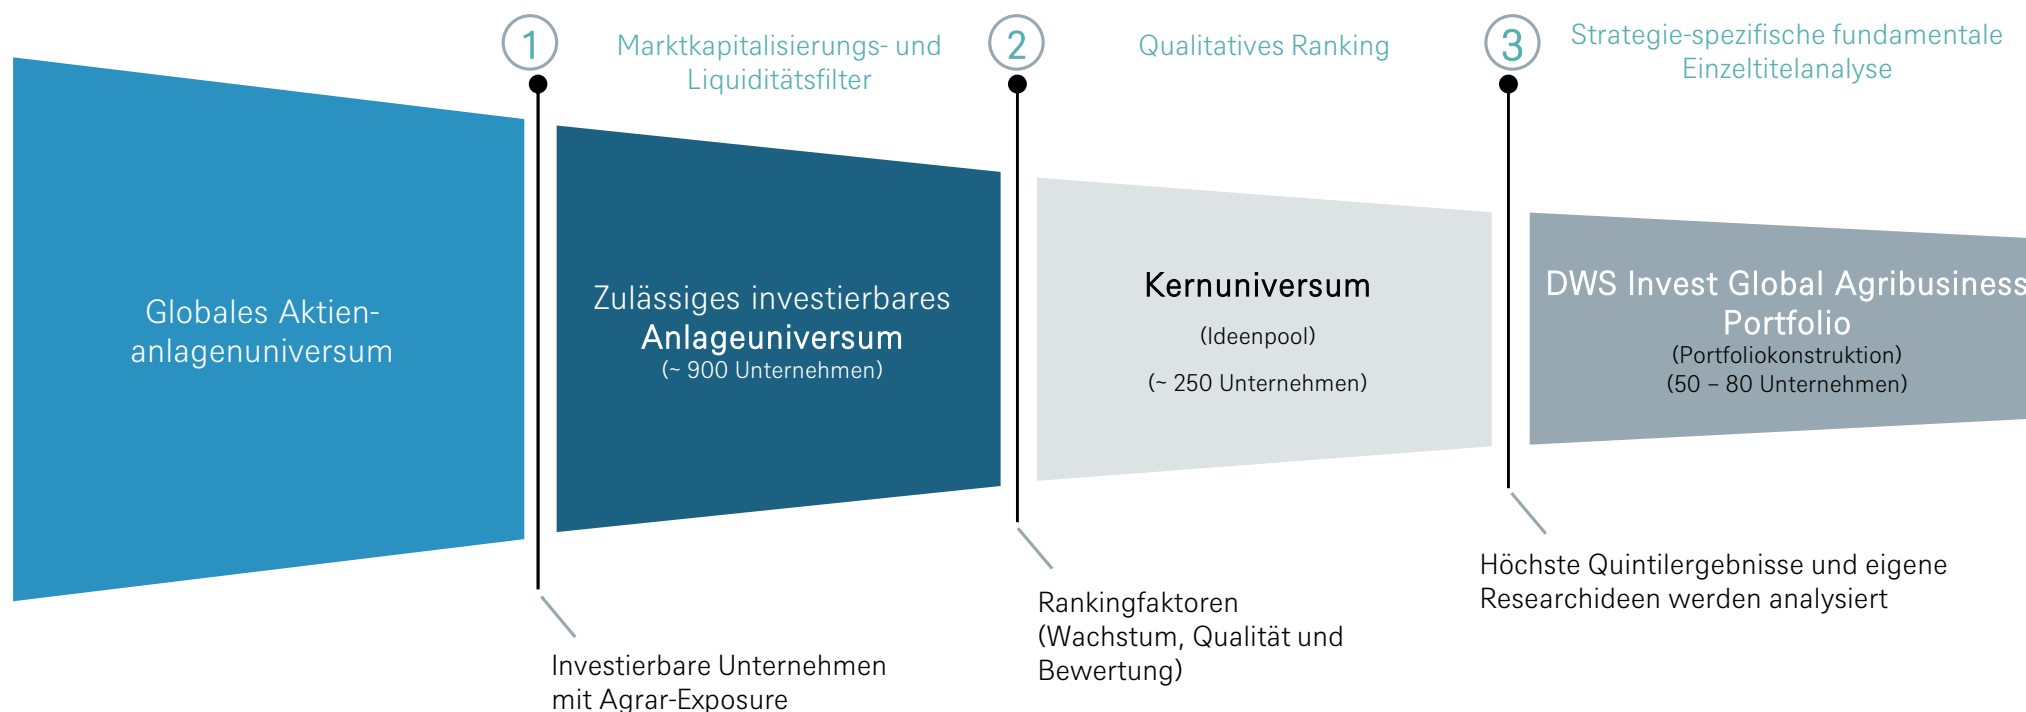 1
Marktkapitalisierungs- und
Liquiditätsfilter
2
Qualitatives Ranking
3
Strategie-spezifische fundamentale
Einzeltitelanalyse
Globales Aktien-
anlagenuniversum
Zulässiges investierbares
Anlageuniversum
(~ 900 Unternehmen)
Kernuniversum
(Ideenpool)
(~ 250 Unternehmen)
DWS Invest Global Agribusiness
Portfolio
(Portfoliokonstruktion)
(50 – 80 Unternehmen)
Investierbare Unternehmen
mit Agrar-Exposure
Rankingfaktoren
(Wachstum, Qualität und
Bewertung)
Höchste Quintilergebnisse und eigene
Researchideen werden analysiert